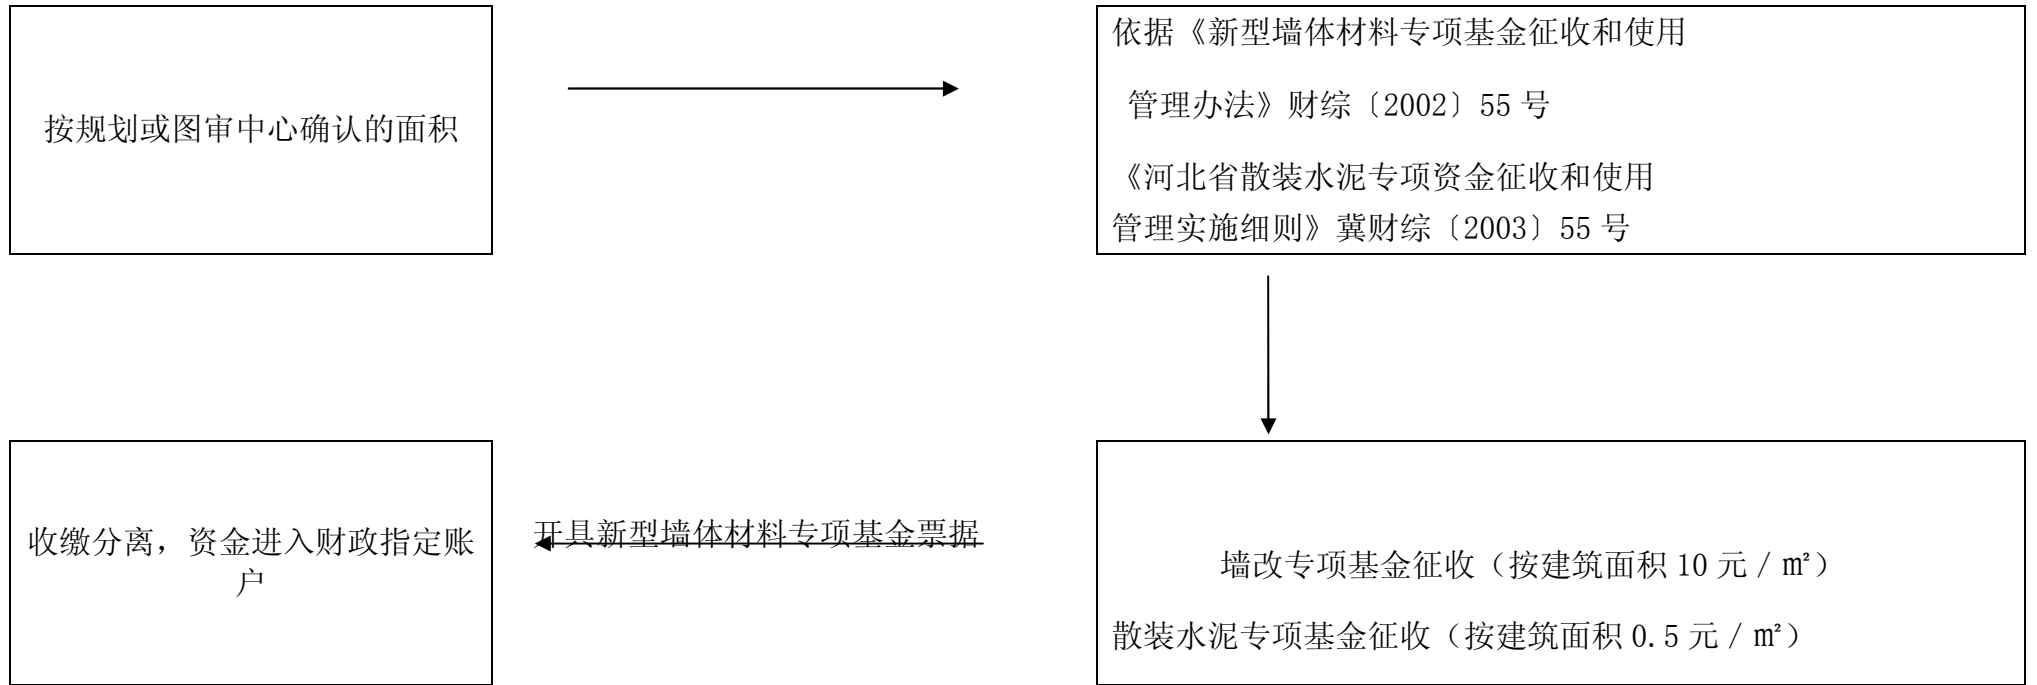 按规划或图审中心确认的面积
依据《新型墙体材料专项基金征收和使用
管理办法》财综〔2002〕55 号
《河北省散装水泥专项资金征收和使用
管理实施细则》冀财综〔2003〕55 号
收缴分离，资金进入财政指定账
户
开具新型墙体材料专项基金票据
墙改专项基金征收（按建筑面积 10 元／㎡）
散装水泥专项基金征收（按建筑面积 0.5 元／㎡）